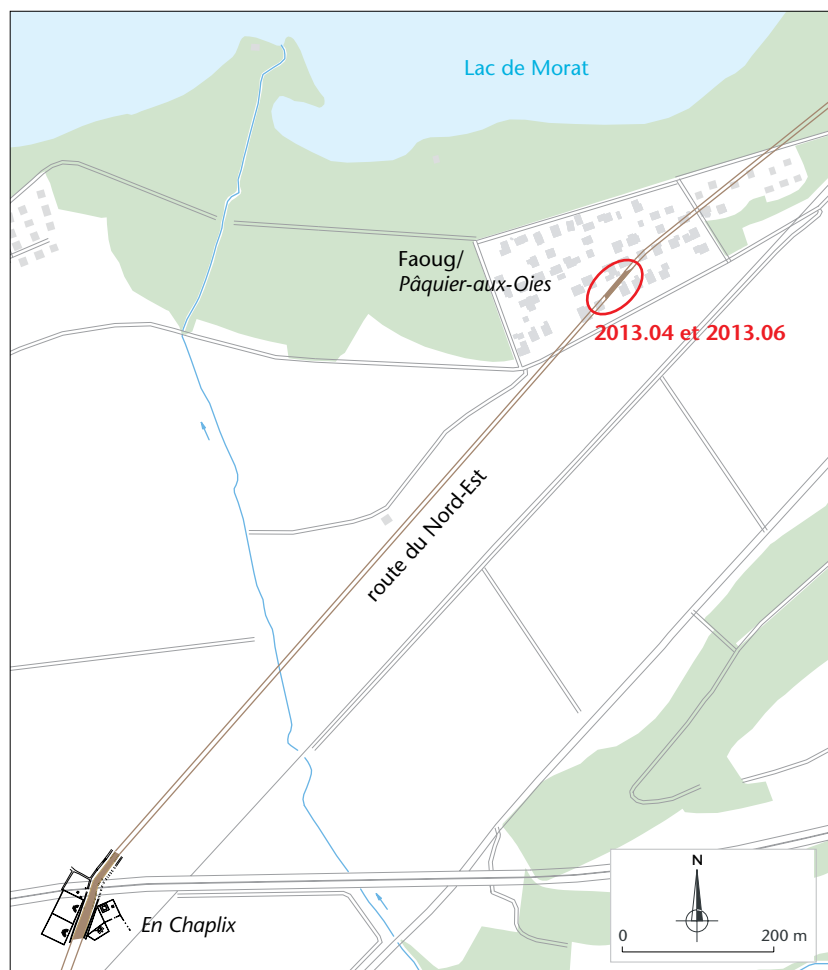 Lac de Morat
Faoug/
Pâquier-aux-Oies
2013.04 et 2013.06
route du Nord-Est
En Chaplix
N
0 200 m